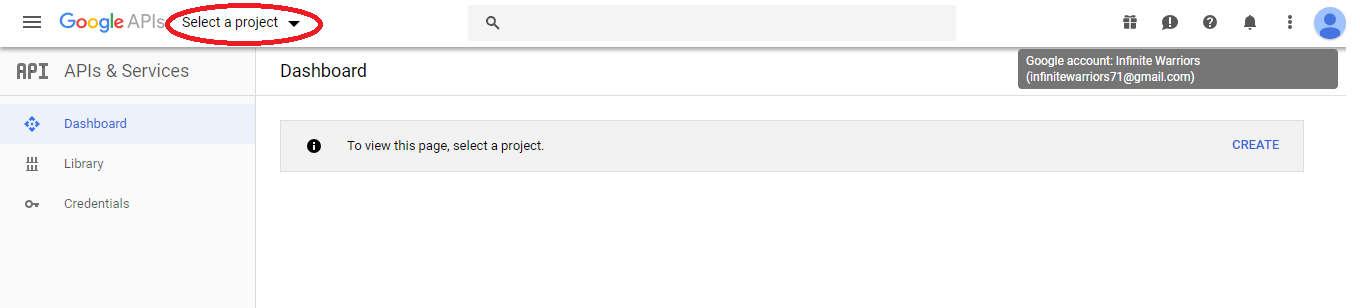 Google APIs Select a project
Google account: Infinite Warriors
(infinitewarriors71@gmail.com)
API APIs & Services
Dashboard
Dashboard
To view this page, select a project. CREATE
Library
Credentials